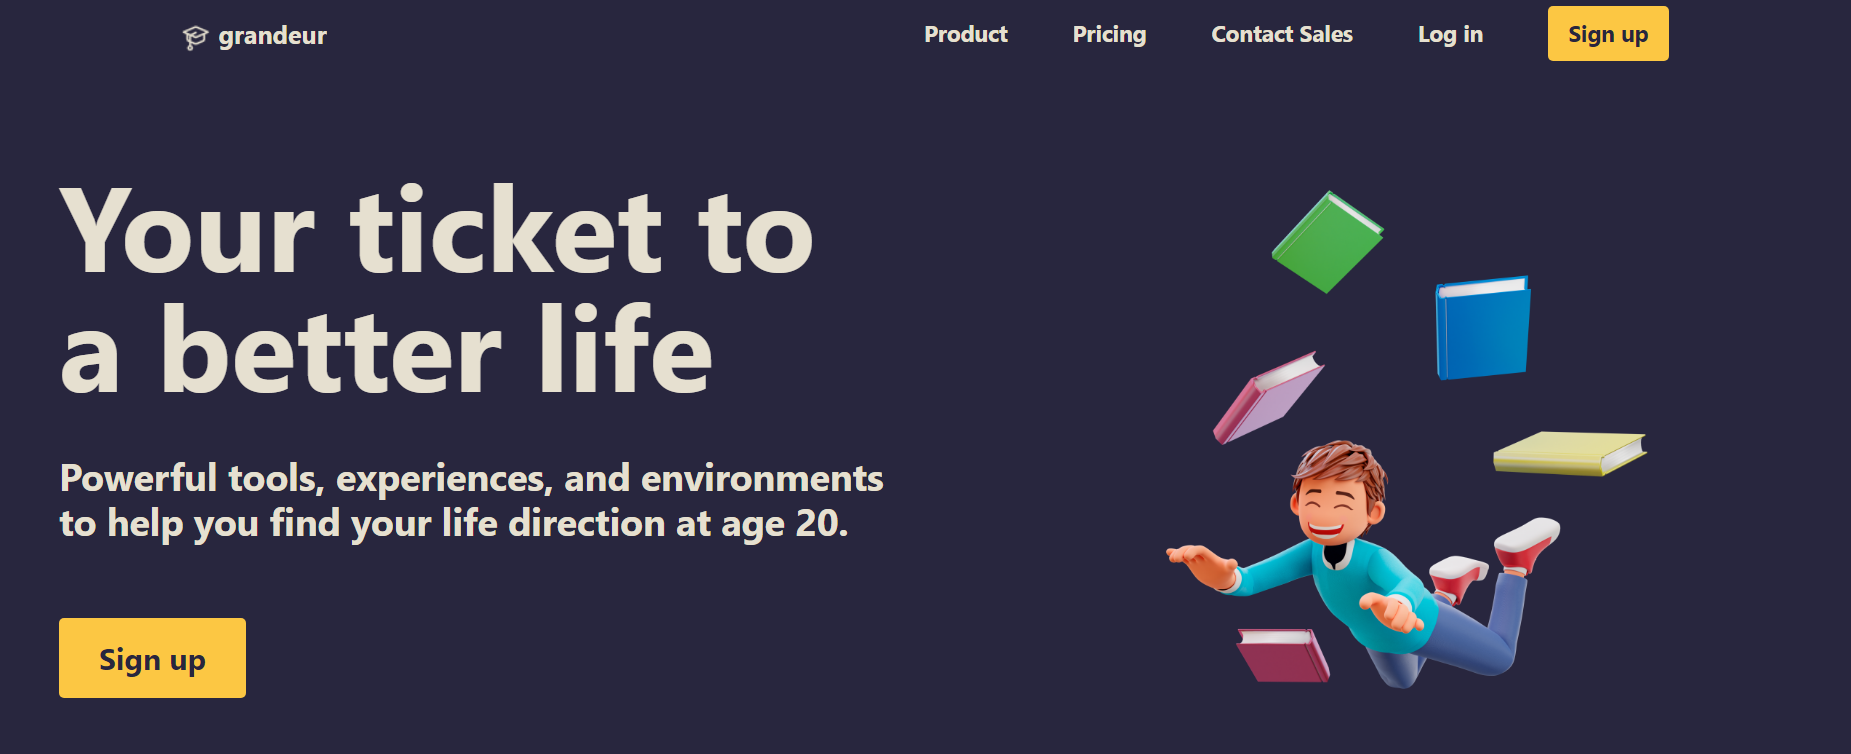 grandeur
Product Pricing Contact Sales Log in Sign up
Your ticket to
a better life
Powerful tools, experiences, and environments
to help you find your life direction at age 20.
Sign up